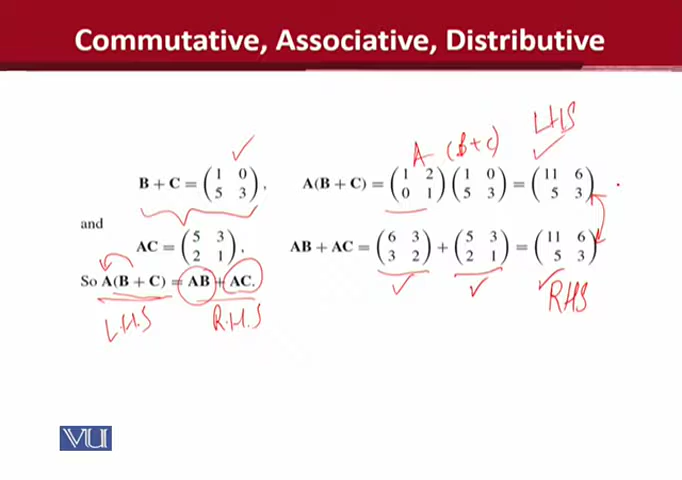 Commutative, Associative, Distributive
LHS
A (B+C)
B + C = ( 1 0 5 3 ),
A(B + C) = ( 1 2 0 1 ) ( 1 0 5 3 ) = ( 11 6 5 3 )
and
AC = ( 5 3 2 1 ),
AB + AC = ( 6 3 3 2 ) + ( 5 3 2 1 ) = ( 11 6 5 3 )
So A(B + C) = AB + AC.
L.H.S
R.H.S
RHS
VU